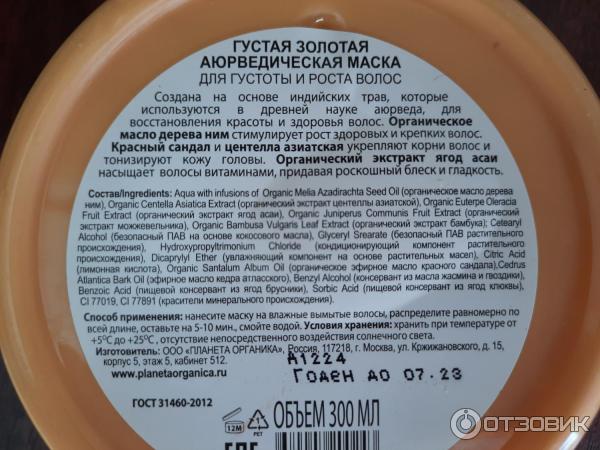 ГУСТАЯ ЗОЛОТАЯ
АЮРВЕДИЧЕСКАЯ МАСКА
ДЛЯ ГУСТОТЫ И РОСТА ВОЛОС
Создана на основе индийских трав, которые
используются в древней науке аюрведа, для
восстановления красоты и здоровья волос. Органическое
масло дерева ним стимулирует рост здоровых и крепких волос.
Красный сандал и центелла азиатская укрепляют корни волос и
тонизируют кожу головы. Органический экстракт ягод асаи
насыщает волосы витаминами, придавая роскошный блеск и гладкость.
Состав/Ingredients: Aqua with infusions of Organic Melia Azadirachta Seed Oil (органическое масло дерева
ним), Organic Centella Asiatica Extract (органический экстракт центеллы азиатской), Organic Euterpe Oleracia
Fruit Extract (органический экстракт ягод асаи), Organic Juniperus Communis Fruit Extract (органический
экстракт можжевельника), Organic Bambusa Vulgaris Leaf Extract (органический экстракт бамбука); Cetearyl
Alcohol (безопасный ПАВ на основе кокосового масла), Glyceryl Srearate (безопасный ПАВ растительного
происхождения), Hydroxypropyltrimonium Chloride (кондиционирующий компонент растительного
происхождения), Dicaprylyl Ether (увлажняющий компонент на основе растительных масел), Citric Acid
(лимонная кислота), Organic Santalum Album Oil (органическое эфирное масло красного сандала),Cedrus
Atlantica Bark Oil (эфирное масло кедра атласского), Benzyl Alcohol (консервант из масла жасмина и гвоздики),
Benzoic Acid (пищевой консервант из ягод брусники), Sorbic Acid (пищевой консервант из ягод клюквы),
CI 77019, CI 77891 (красители минерального происхождения).
Способ применения: нанесите маску на влажные вымытые волосы, распределите равномерно по
всей длине, оставьте на 5-10 мин., смойте водой. Условия хранения: хранить при температуре от
+5°С до +25°С , отсутствие непосредственного воздействия солнечного света.
Изготовитель: ООО «ПЛАНЕТА ОРГАНИКА», Россия, 117218, г. Москва, ул. Кржижановского, д. 15,
корпус 5, этаж 5, кабинет 512.
www.planetaorganica.ru
А1224
Годен до 07.23
ГОСТ 31460-2012
12M
PET
ОБЪЕМ 300 МЛ
ОТЗОВИК